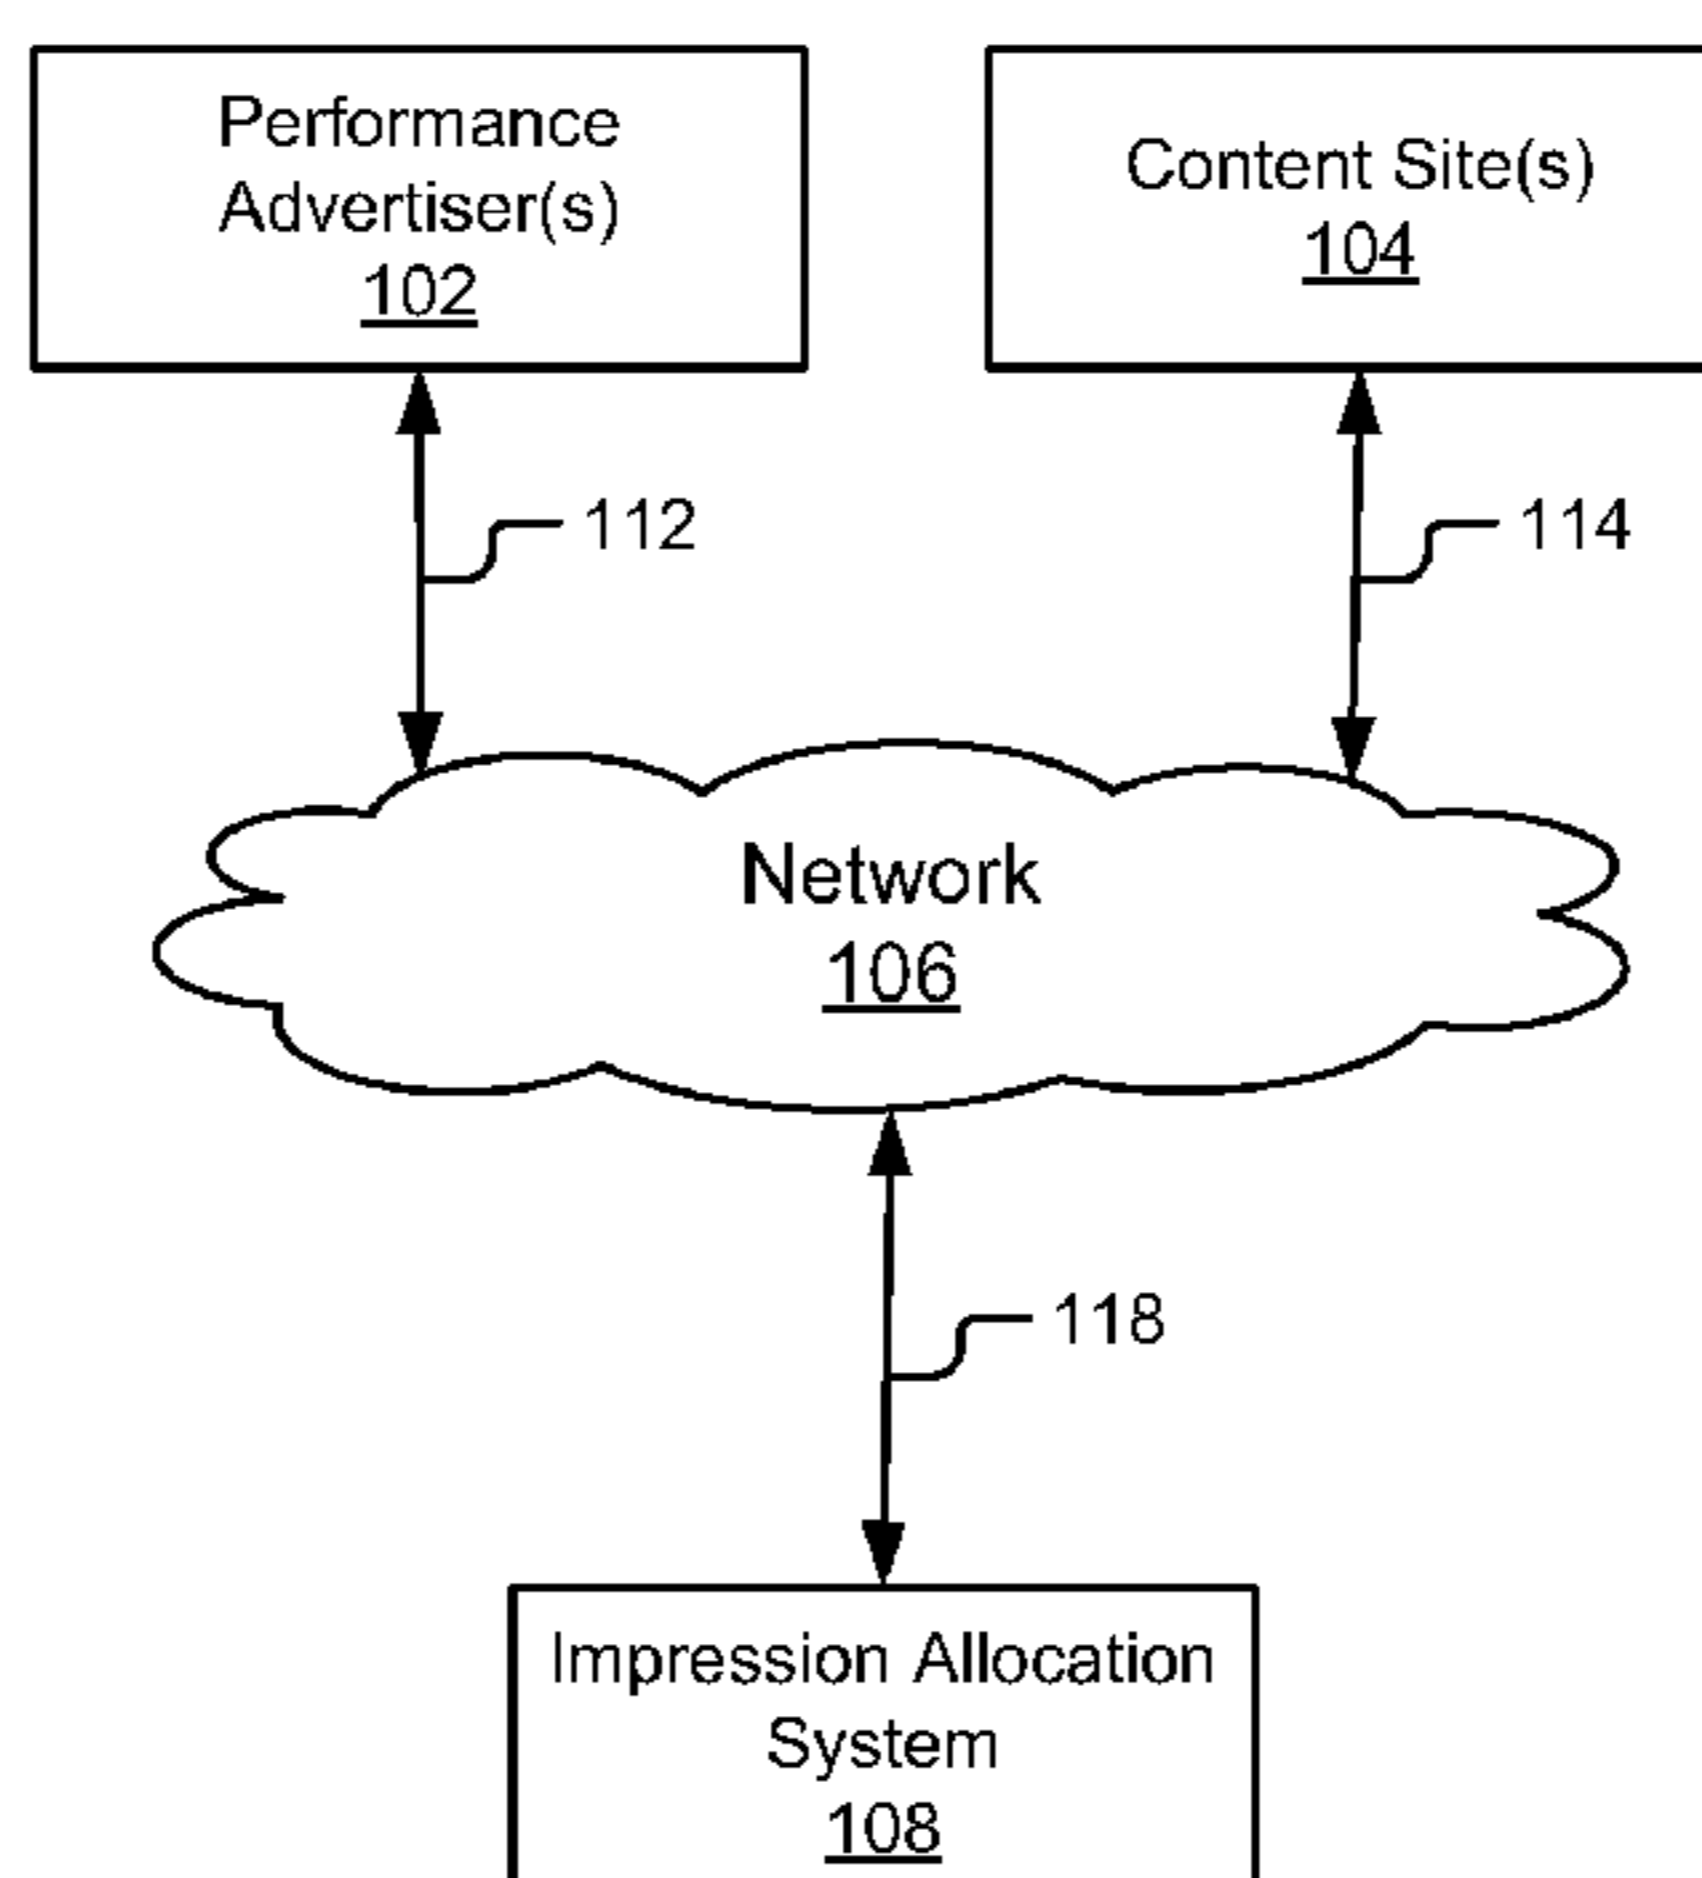 Performance
Advertiser(s)
102
Content Site(s)
104
112
114
Network
106
118
Impression Allocation
System
108